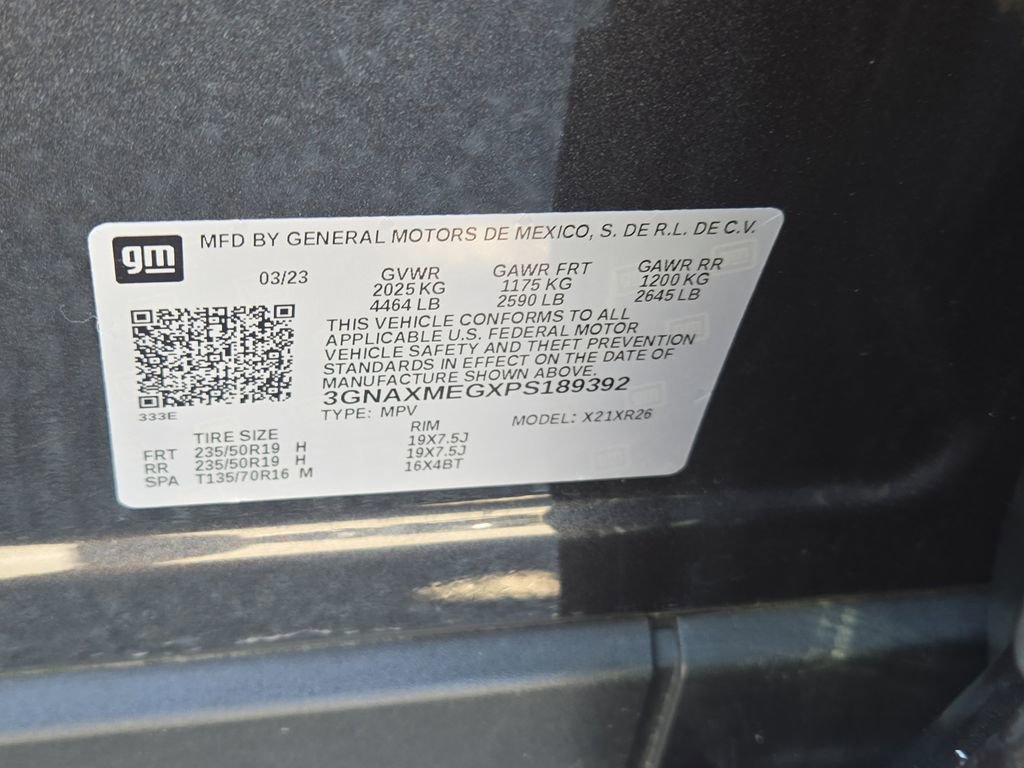 gm
MFD BY GENERAL MOTORS DE MEXICO, S. DE R.L. DE C.V.
03/23
GVWR
2025 KG
4464 LB
GAWR FRT
1175 KG
2590 LB
GAWR RR
1200 KG
2645 LB
THIS VEHICLE CONFORMS TO ALL
APPLICABLE U.S. FEDERAL MOTOR
VEHICLE SAFETY AND THEFT PREVENTION
STANDARDS IN EFFECT ON THE DATE OF
MANUFACTURE SHOWN ABOVE.
3GNAXMEGXPS189392
TYPE: MPV
MODEL: X21XR26
333E
TIRE SIZE RIM
FRT 235/50R19 H 19X7.5J
RR 235/50R19 H 19X7.5J
SPA T135/70R16 M 16X4BT